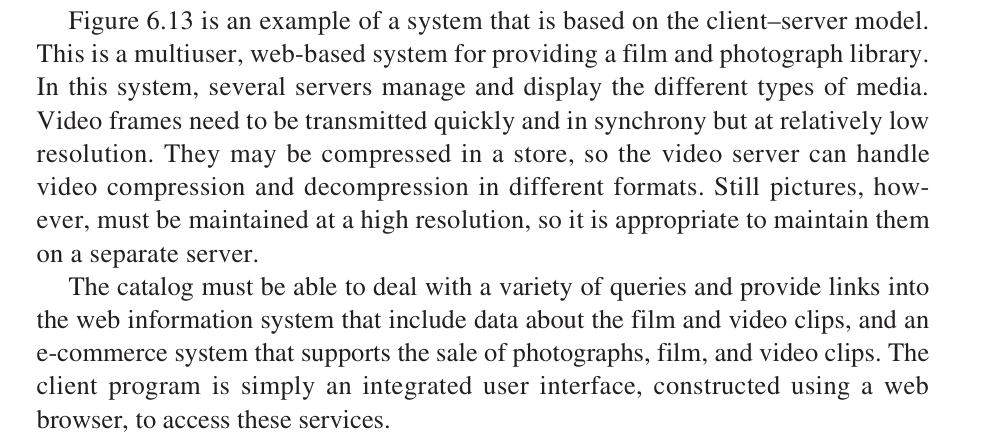 Figure 6.13 is an example of a system that is based on the client–server model.
This is a multiuser, web-based system for providing a film and photograph library.
In this system, several servers manage and display the different types of media.
Video frames need to be transmitted quickly and in synchrony but at relatively low
resolution. They may be compressed in a store, so the video server can handle
video compression and decompression in different formats. Still pictures, how-
ever, must be maintained at a high resolution, so it is appropriate to maintain them
on a separate server.
The catalog must be able to deal with a variety of queries and provide links into
the web information system that include data about the film and video clips, and an
e-commerce system that supports the sale of photographs, film, and video clips. The
client program is simply an integrated user interface, constructed using a web
browser, to access these services.